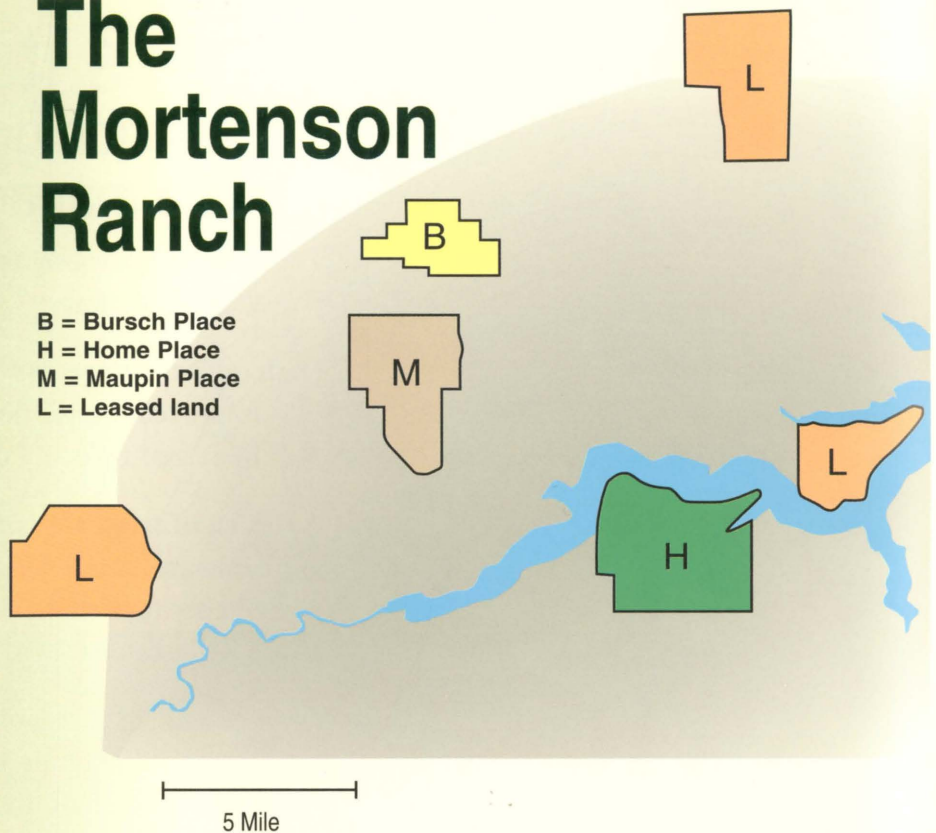 The
Mortenson
Ranch
B = Bursch Place
H = Home Place
M = Maupin Place
L = Leased land
L
B
M
L
L
H
5 Mile